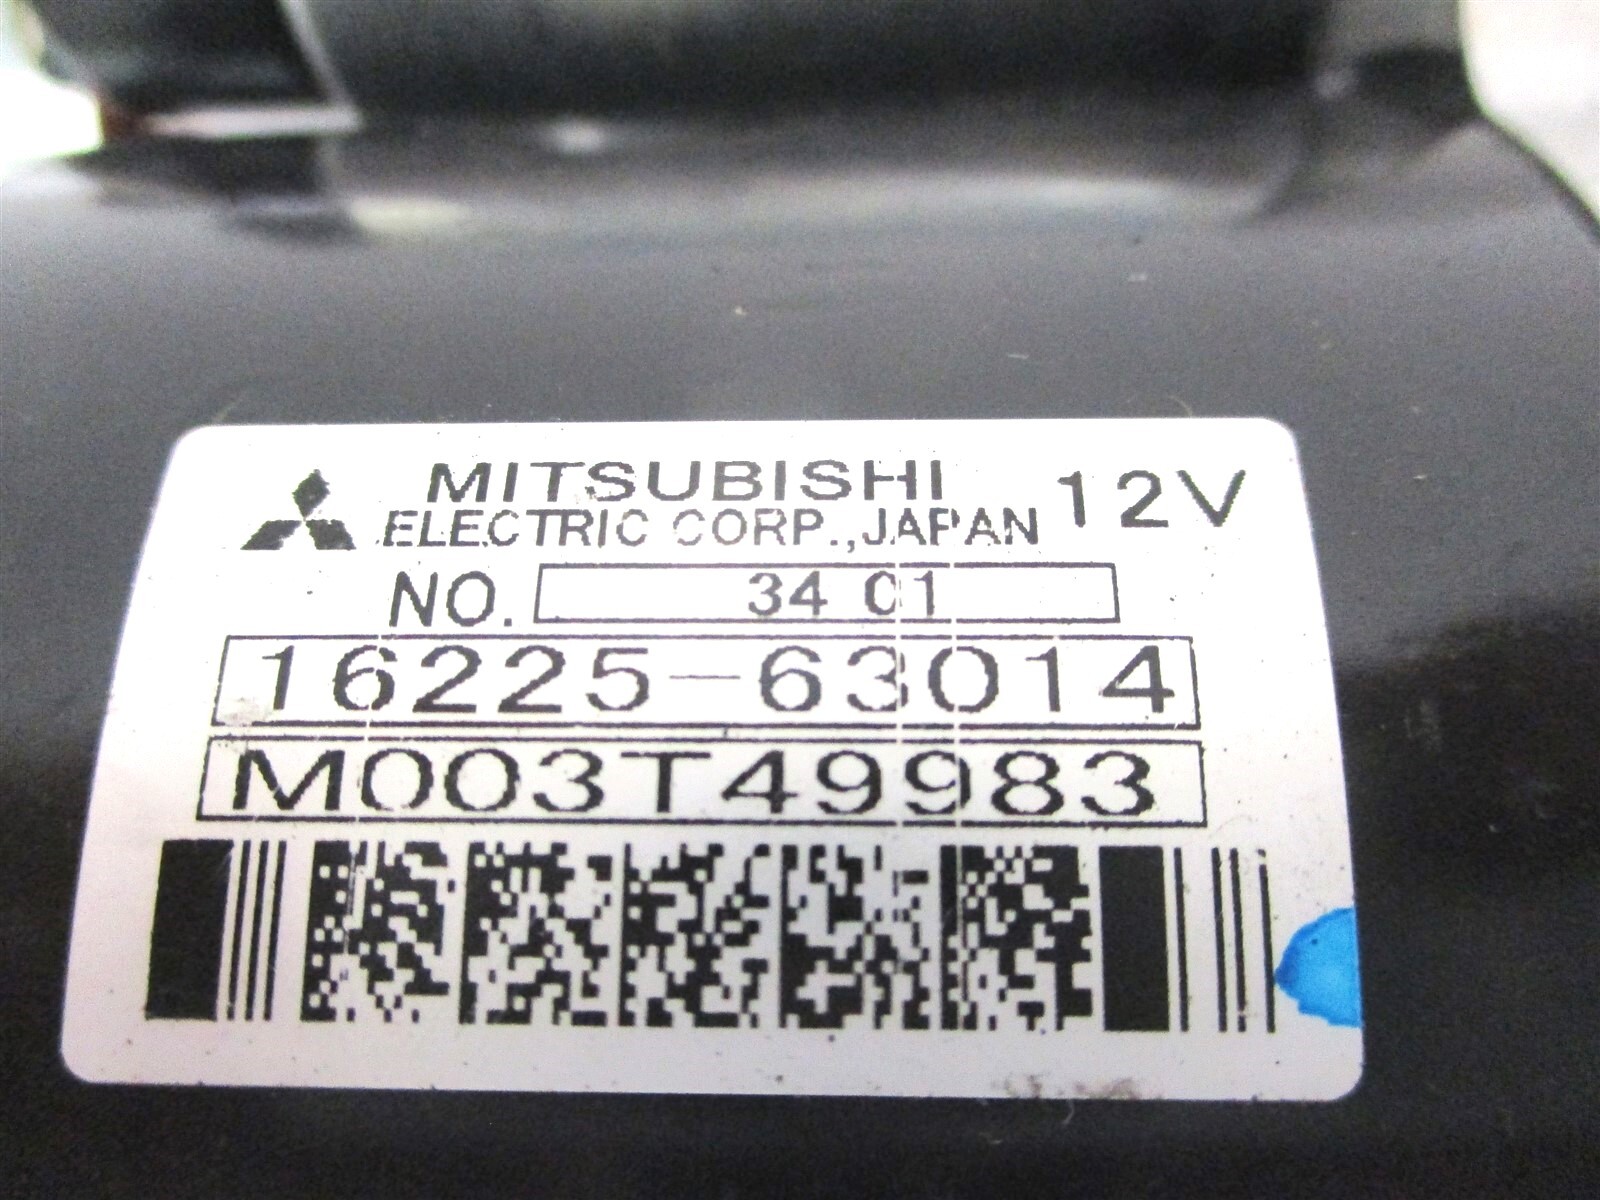 MITSUBISHI 12V
ELECTRIC CORP., JAPAN
NO. 34 01
16225-63014
M003T49983